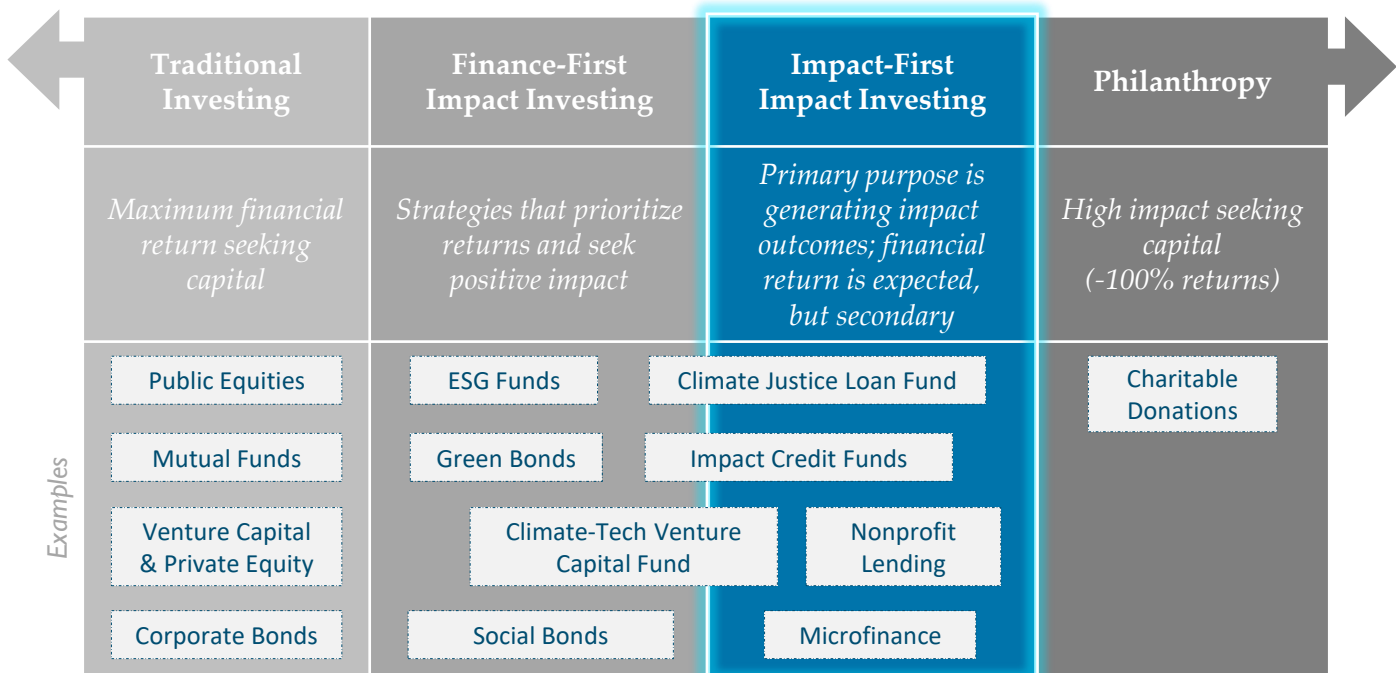 Traditional
Investing
Finance-First
Impact Investing
Impact-First
Impact Investing
Philanthropy
Maximum financial
return seeking
capital
Strategies that prioritize
returns and seek
positive impact
Primary purpose is
generating impact
outcomes; financial
return is expected,
but secondary
High impact seeking
capital
(-100% returns)
Examples
Public Equities
ESG Funds
Climate Justice Loan Fund
Charitable
Donations
Mutual Funds
Green Bonds
Impact Credit Funds
Venture Capital
& Private Equity
Climate-Tech Venture
Capital Fund
Nonprofit
Lending
Corporate Bonds
Social Bonds
Microfinance